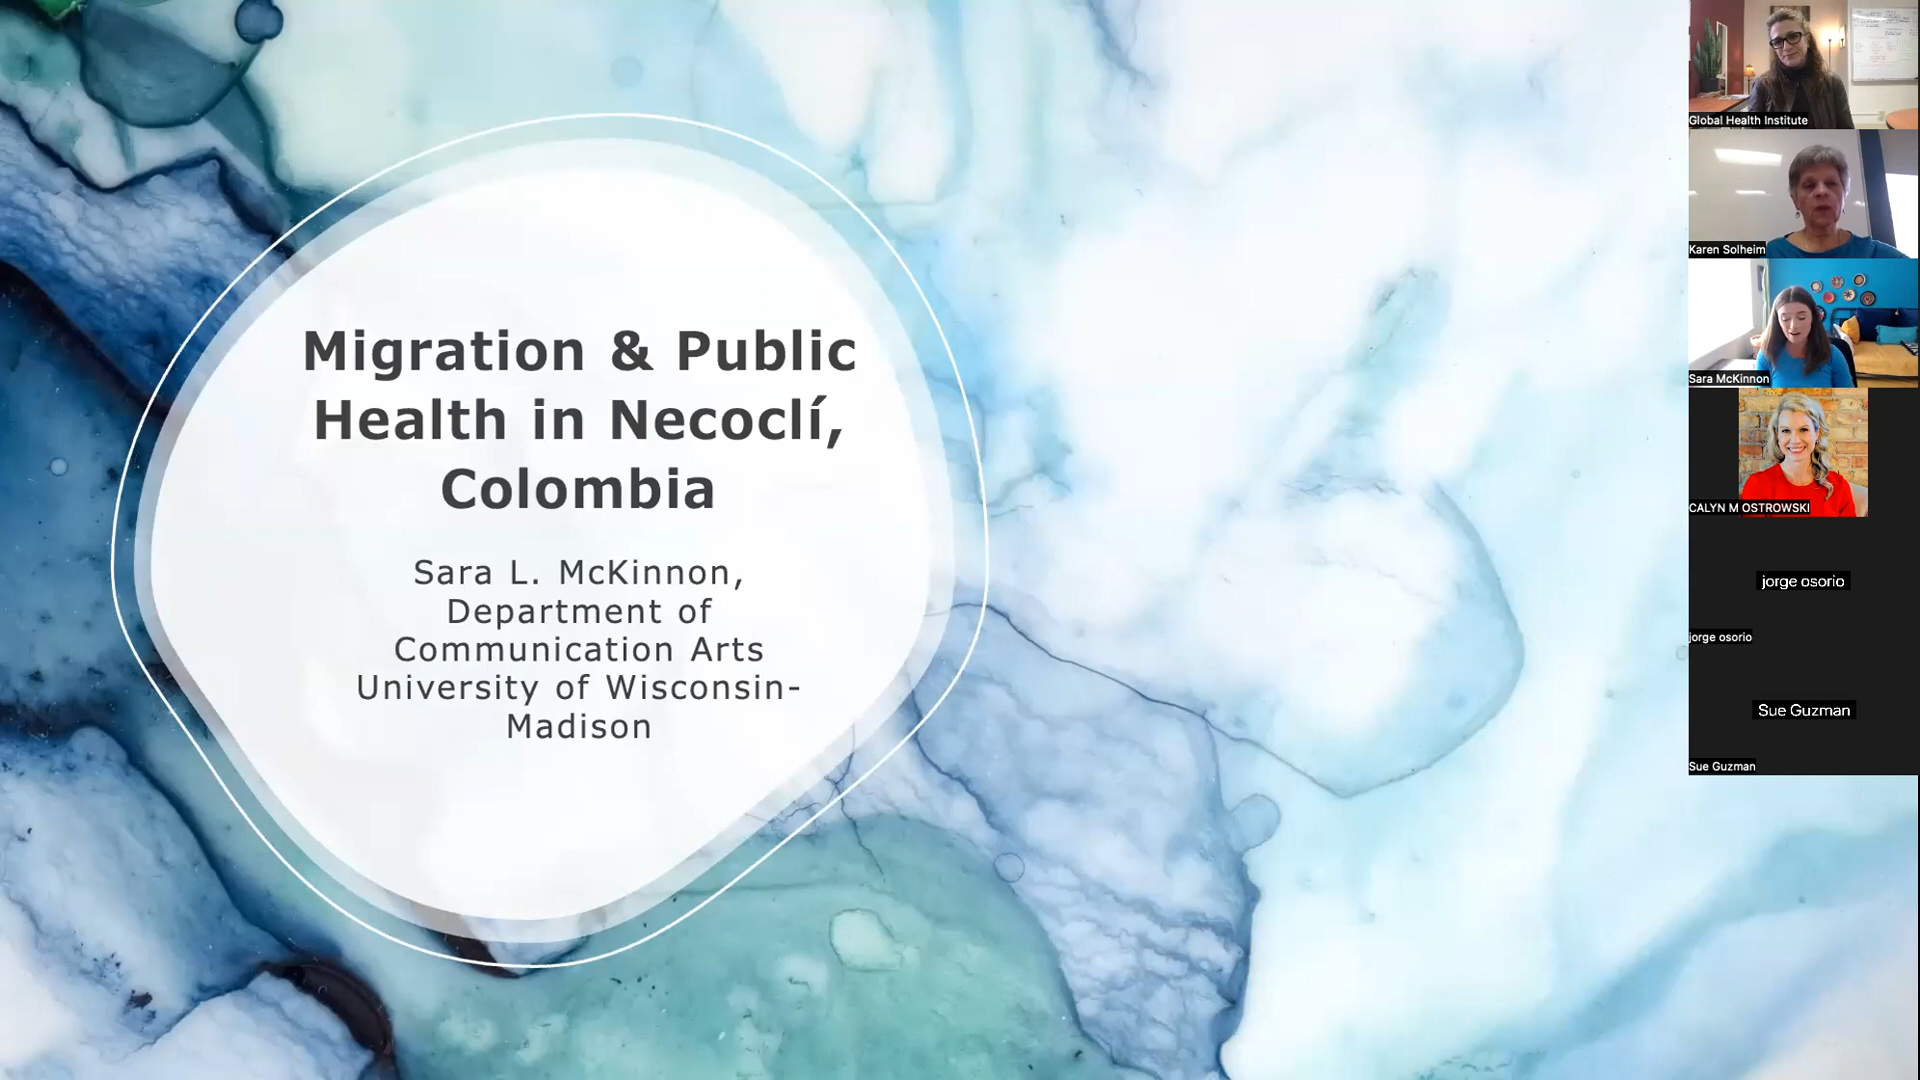 Migration & Public
Health in Necoclí,
Colombia
Sara L. McKinnon,
Department of
Communication Arts
University of Wisconsin-
Madison
Global Health Institute
Karen Solheim
Sara McKinnon
CALYN M OSTROWSKI
jorge osorio
jorge osorio
Sue Guzman
Sue Guzman